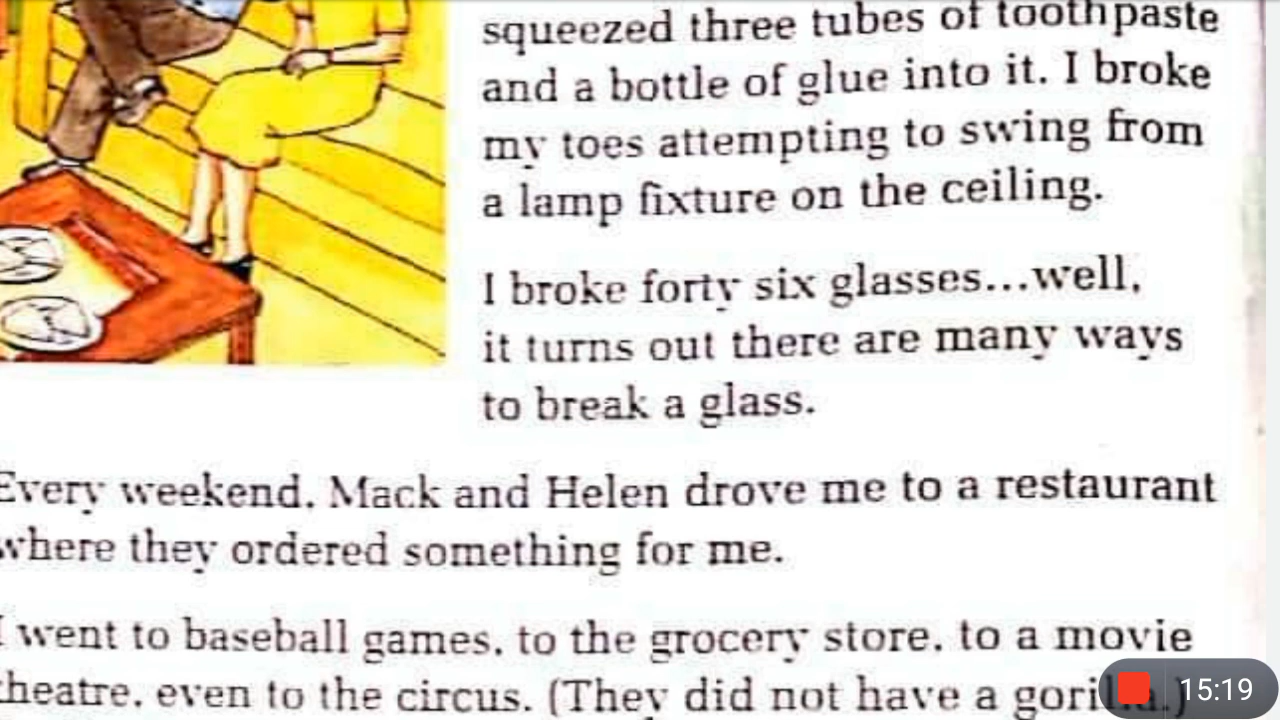 squeezed three tubes of toothpaste
and a bottle of glue into it. I broke
my toes attempting to swing from
a lamp fixture on the ceiling.
I broke forty six glasses...well,
it turns out there are many ways
to break a glass.
Every weekend, Mack and Helen drove me to a restaurant
where they ordered something for me.
I went to baseball games, to the grocery store, to a movie
theatre, even to the circus. (They did not have a gorilla.)
15:19